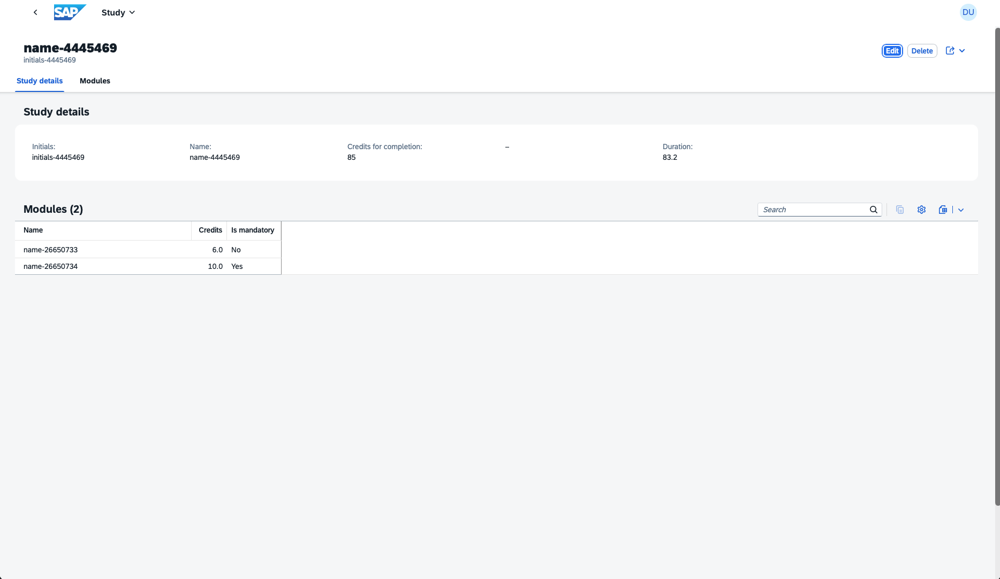 SAP
Study
DU
name-4445469
initials-4445469
Edit
Delete
Study details
Modules
Study details
Initials:
initials-4445469
Name:
name-4445469
Credits for completion:
85
–
Duration:
83.2
Modules (2)
Search
Name Credits Is mandatory
name-26650733 6.0 No
name-26650734 10.0 Yes